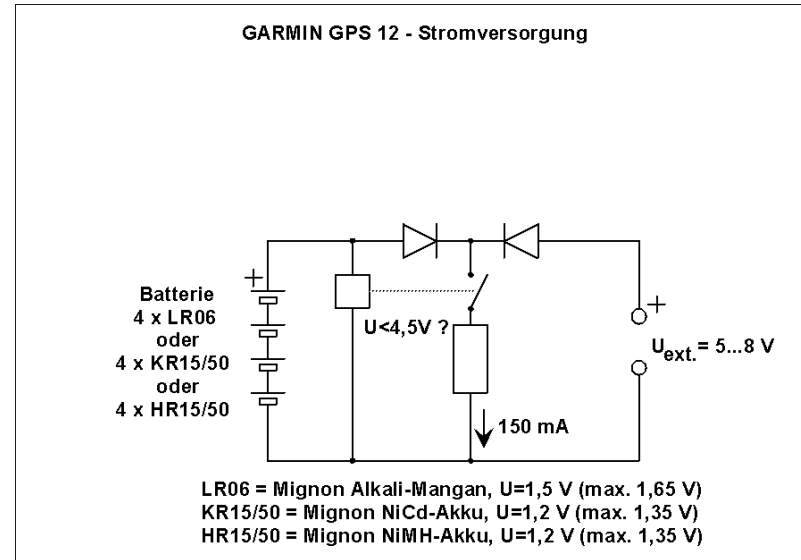 GARMIN GPS 12 - Stromversorgung
+
Batterie
4 x LR06
oder
4 x KR15/50
oder
4 x HR15/50
U<4,5V ?
+
Uext.= 5...8 V
150 mA
LR06 = Mignon Alkali-Mangan, U=1,5 V (max. 1,65 V)
KR15/50 = Mignon NiCd-Akku, U=1,2 V (max. 1,35 V)
HR15/50 = Mignon NiMH-Akku, U=1,2 V (max. 1,35 V)